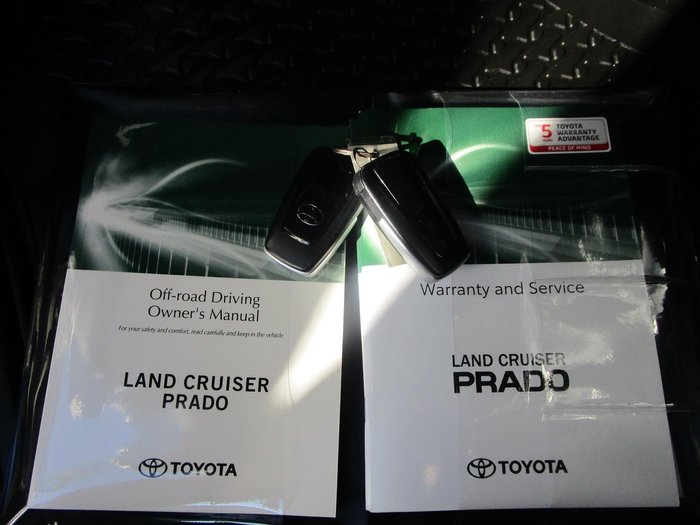 Off-road Driving
Owner's Manual
For your safety and comfort, read carefully and keep in the vehicle.
LAND CRUISER
PRADO
TOYOTA
5
TOYOTA
WARRANTY
ADVANTAGE
PEACE OF MIND
Warranty and Service
LAND CRUISER
PRADO
TOYOTA